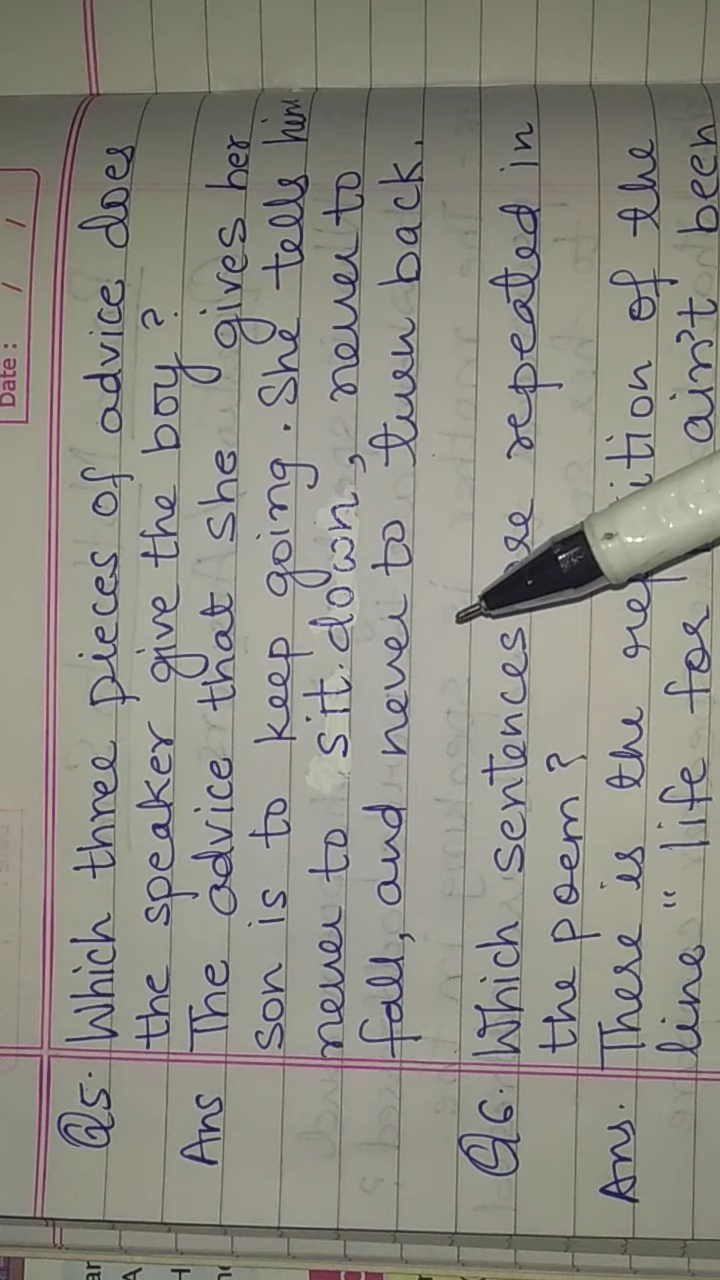 Date: / /
Q5. Which three pieces of advice does
the speaker give the boy?
Ans The advice that she gives her
son is to keep going. She tells him
never to sit down, never to
fall, and never to turn back.
Q6. Which sentences are repeated in
the poem?
Ans. There is the repetition of the
line " life for ain't been